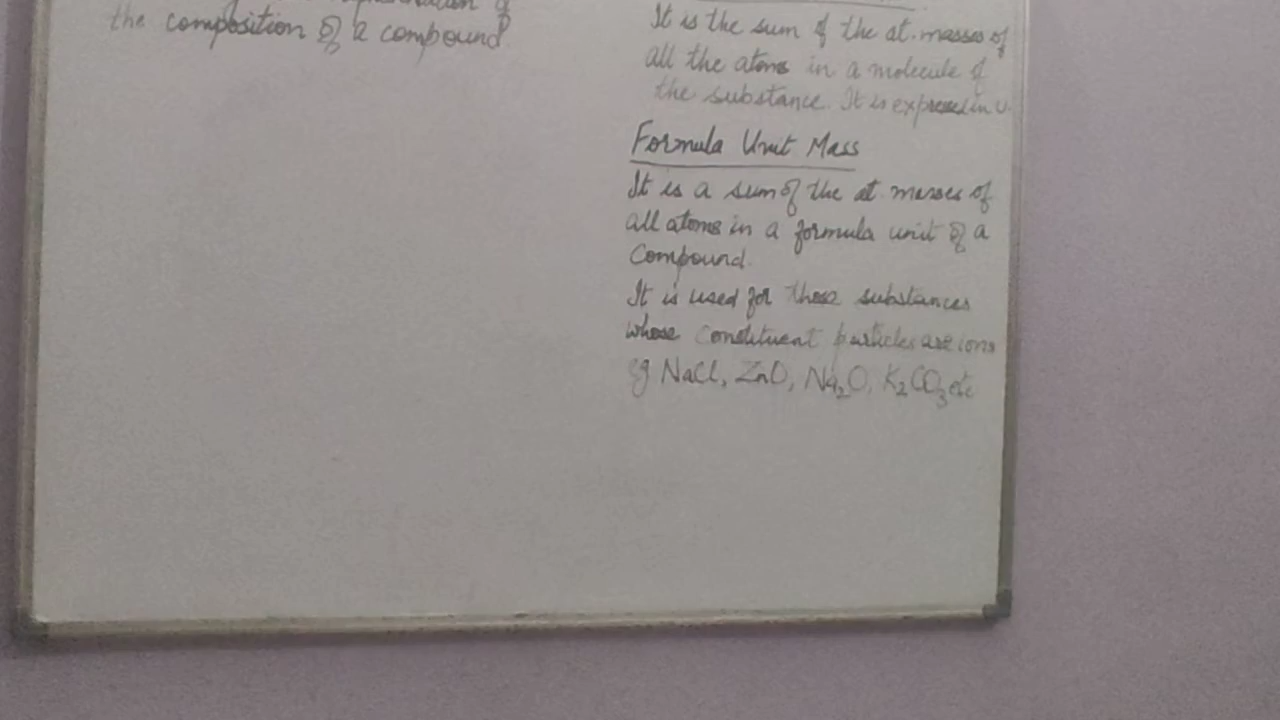 the composition of a compound.
It is the sum of the at. masses of
all the atoms in a molecule of
the substance. It is expressed in u.
Formula Unit Mass
It is a sum of the at. masses of
all atoms in a formula unit of a
Compound.
It is used for those substances
whose constituent particles are ions
eg NaCl, ZnO, Na₂O, K₂CO₃ etc